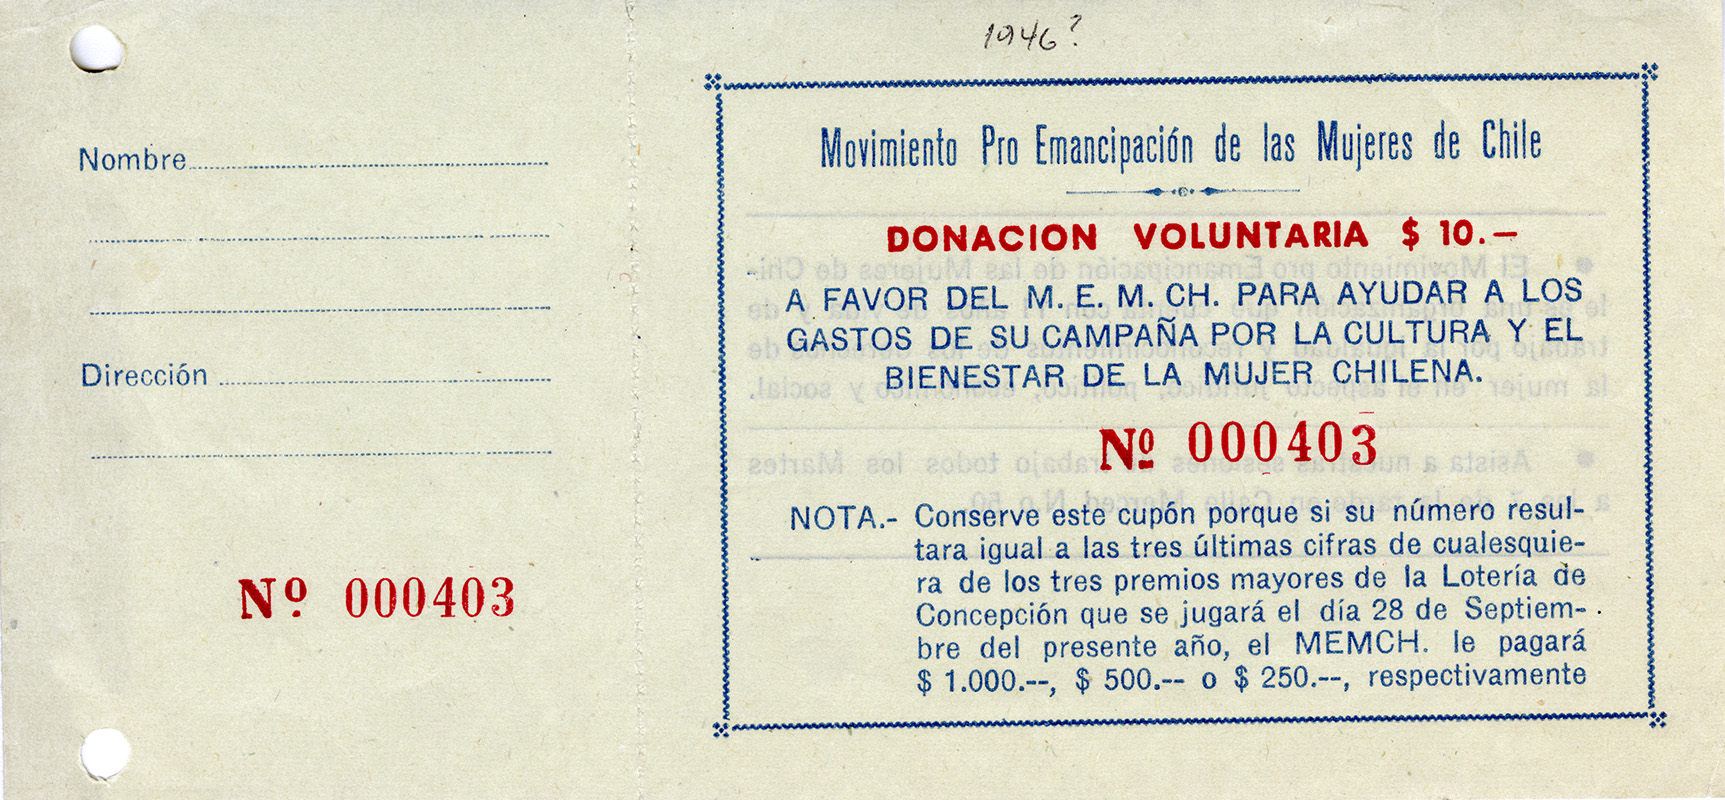 1946?
Nombre
Dirección
Nº 000403
Movimiento Pro Emancipación de las Mujeres de Chile
DONACION VOLUNTARIA $ 10.—
A FAVOR DEL M. E. M. CH. PARA AYUDAR A LOS
GASTOS DE SU CAMPAÑA POR LA CULTURA Y EL
BIENESTAR DE LA MUJER CHILENA.
Nº 000403
NOTA.- Conserve este cupón porque si su número resul-
tara igual a las tres últimas cifras de cualesquie-
ra de los tres premios mayores de la Lotería de
Concepción que se jugará el día 28 de Septiem-
bre del presente año, el MEMCH. le pagará
$ 1.000.--, $ 500.-- o $ 250.--, respectivamente